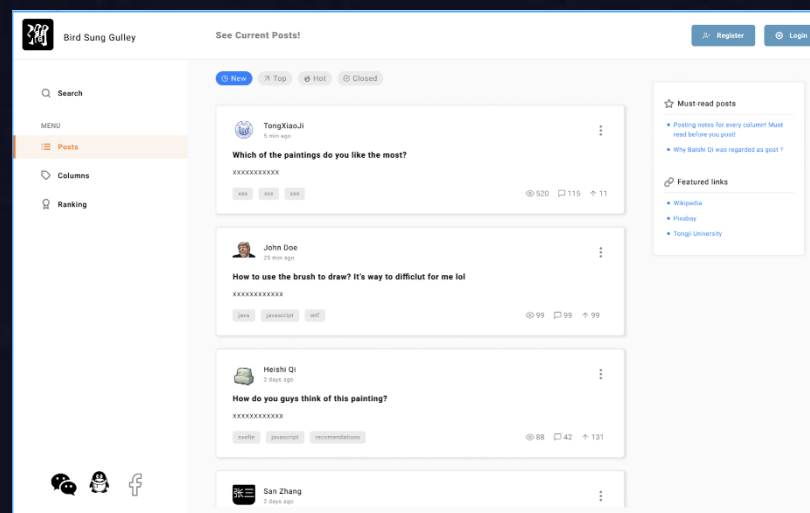 Bird Sung Gulley
See Current Posts!
Register
Login
Search
MENU
Posts
Columns
Ranking
New
Top
Hot
Closed
TongXiaoJi
5 min ago
Which of the paintings do you like the most?
xxxxxxxxxxx
xxx xxx xxx
520 115 11
John Doe
25 min ago
How to use the brush to draw? It's way to difficlut for me lol
xxxxxxxxxxxx
java javascript wtf
99 99 99
Heishi Qi
2 days ago
How do you guys think of this painting?
xxxxxxxxxxxx
svelte javascript recommendations
88 42 131
张三
San Zhang
2 days ago
Must-read posts
Posting notes for every column! Must
read before you post!
Why Baishi Qi was regarded as goat ?
Featured links
Wikipedia
Pixabay
Tongji University